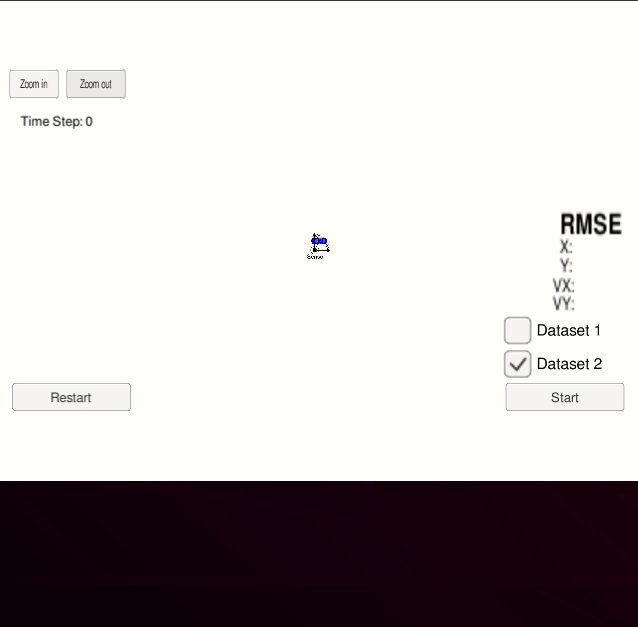 Zoom in
Zoom out
Time Step: 0
RMSE
X:
Y:
VX:
VY:
Dataset 1
Dataset 2
Restart
Start